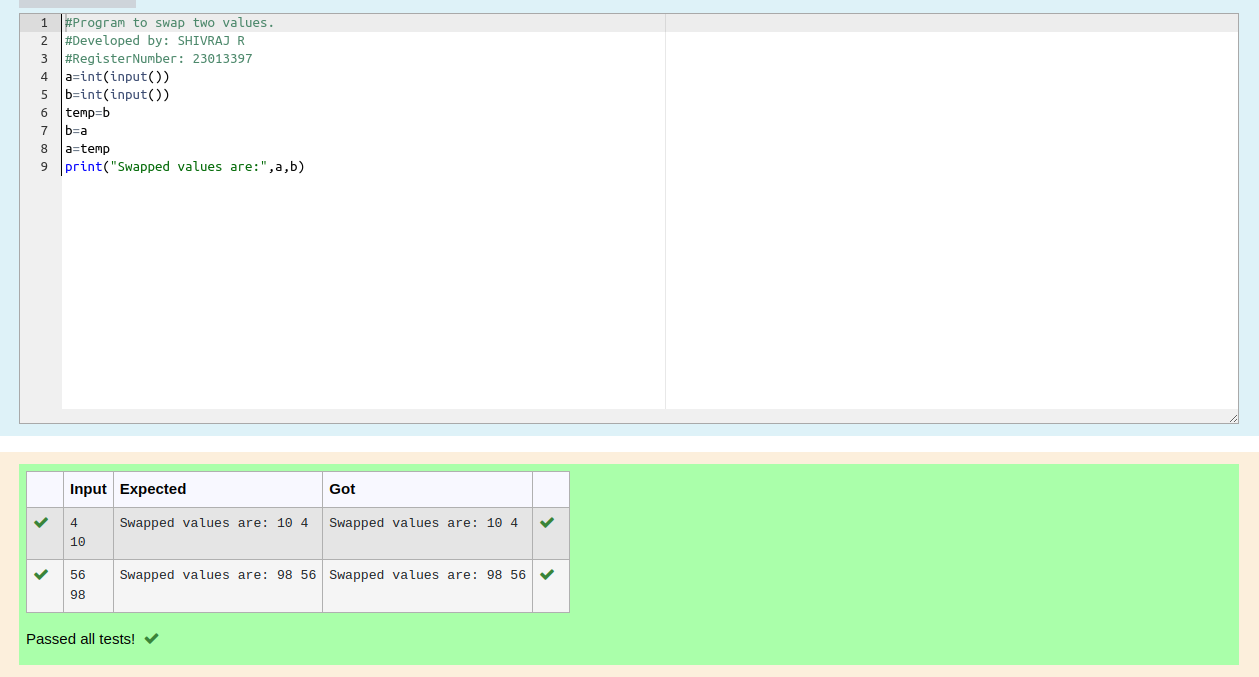 1 #Program to swap two values.
2 #Developed by: SHIVRAJ R
3 #RegisterNumber: 23013397
4 a=int(input())
5 b=int(input())
6 temp=b
7 b=a
8 a=temp
9 print("Swapped values are:",a,b)
Input Expected Got
4 Swapped values are: 10 4 Swapped values are: 10 4
10
56 Swapped values are: 98 56 Swapped values are: 98 56
98
Passed all tests!